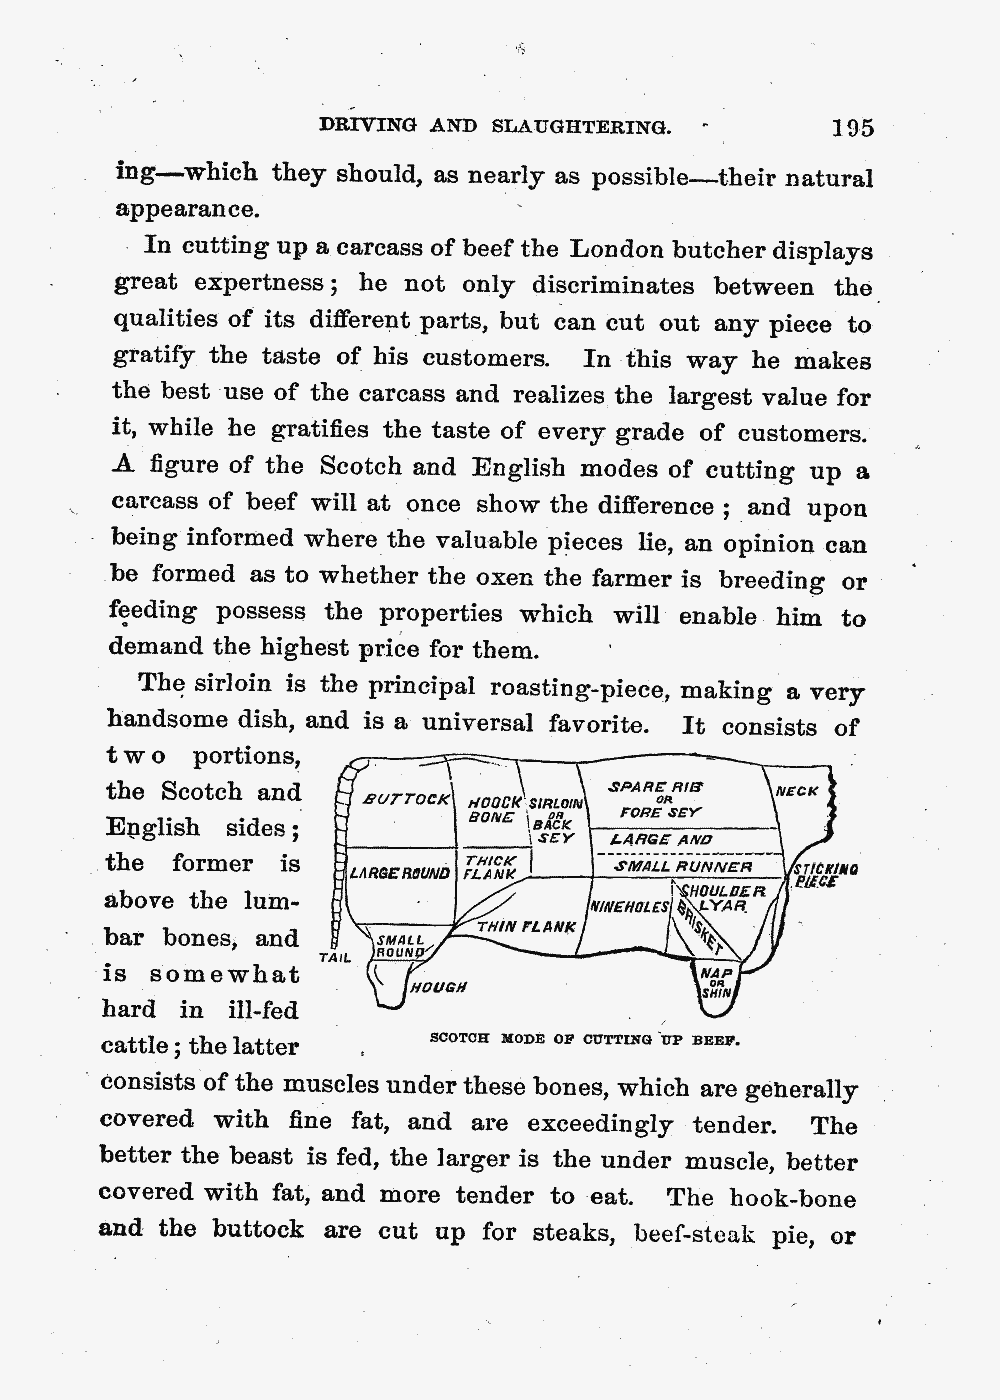 DRIVING AND SLAUGHTERING. 195
ing—which they should, as nearly as possible—their natural
appearance.
In cutting up a carcass of beef the London butcher displays
great expertness; he not only discriminates between the
qualities of its different parts, but can cut out any piece to
gratify the taste of his customers. In this way he makes
the best use of the carcass and realizes the largest value for
it, while he gratifies the taste of every grade of customers.
A figure of the Scotch and English modes of cutting up a
carcass of beef will at once show the difference; and upon
being informed where the valuable pieces lie, an opinion can
be formed as to whether the oxen the farmer is breeding or
feeding possess the properties which will enable him to
demand the highest price for them.
The sirloin is the principal roasting-piece, making a very
handsome dish, and is a universal favorite. It consists of
two portions,
the Scotch and
English sides;
the former is
above the lum-
bar bones, and
is somewhat
hard in ill-fed
cattle; the latter
BUTTOCK
HOOCK
BONE
SIRLOIN
OR
BACK
SEY
SPARE RIB
OR
FORE SEY
NECK
LARGE AND
SMALL RUNNER
LARGE ROUND
THICK
FLANK
STICKING
PIECE
SHOULDER
LYAR
NINEHOLES
BRISKET
THIN FLANK
SMALL
ROUND
TAIL
HOUGH
NAP
OR
SHIN
SCOTCH MODE OF CUTTING UP BEEF.
consists of the muscles under these bones, which are generally
covered with fine fat, and are exceedingly tender. The
better the beast is fed, the larger is the under muscle, better
covered with fat, and more tender to eat. The hook-bone
and the buttock are cut up for steaks, beef-steak pie, or